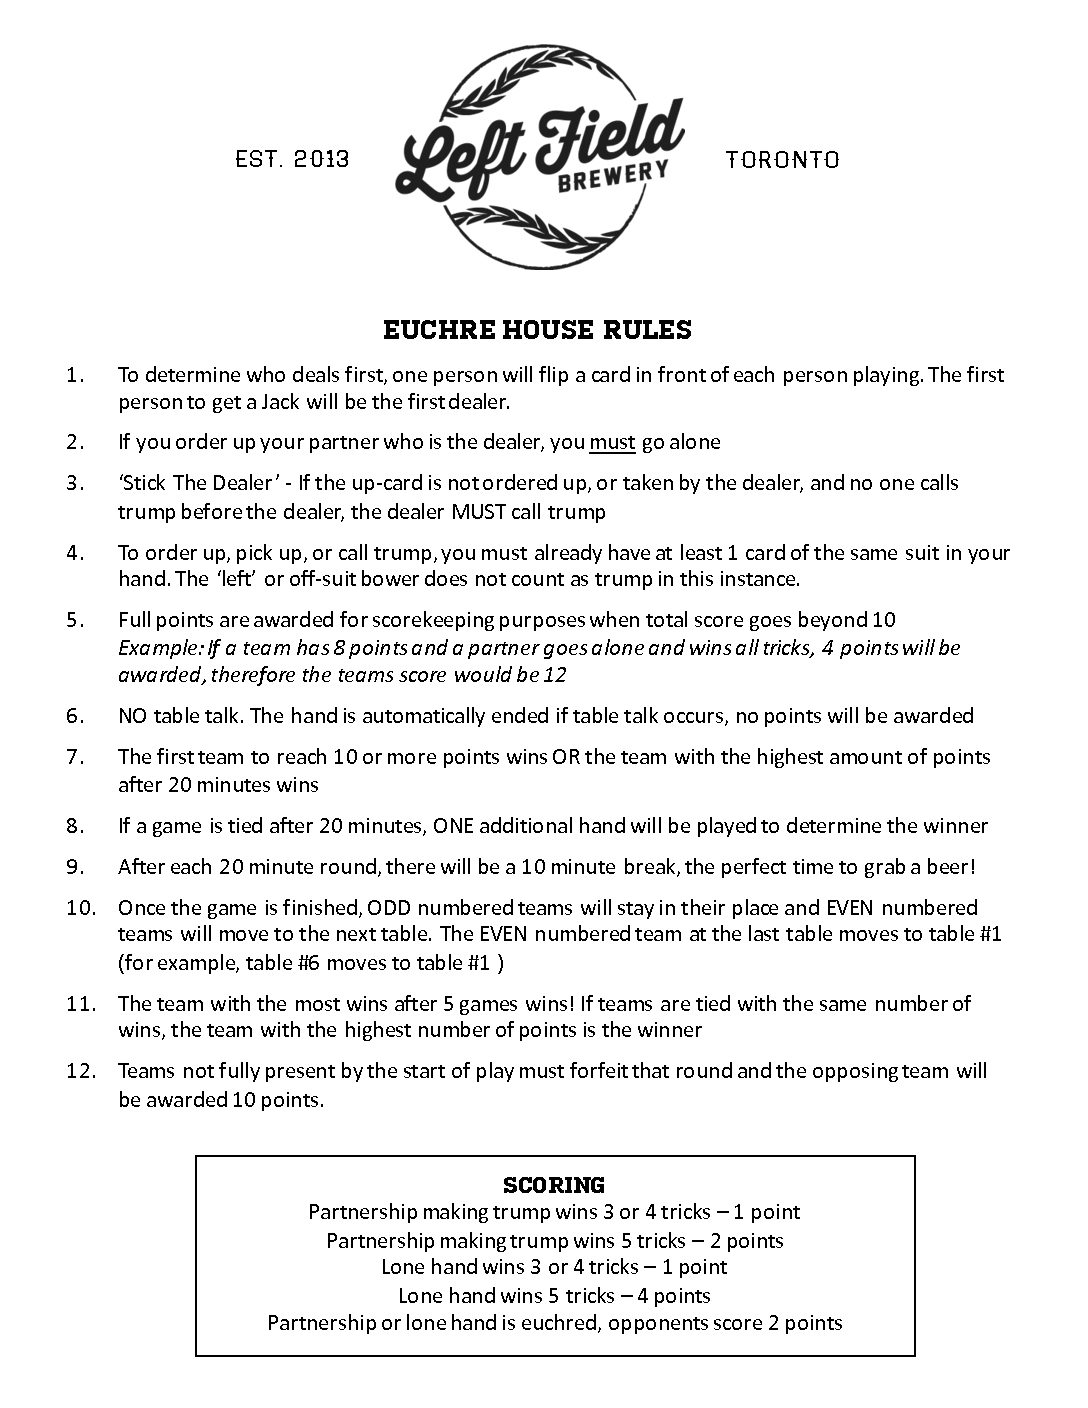 EST. 2013
Left Field
BREWERY
TORONTO
EUCHRE HOUSE RULES
1. To determine who deals first, one person will flip a card in front of each person playing. The first
person to get a Jack will be the first dealer.
2. If you order up your partner who is the dealer, you must go alone
3. ‘Stick The Dealer’ - If the up-card is not ordered up, or taken by the dealer, and no one calls
trump before the dealer, the dealer MUST call trump
4. To order up, pick up, or call trump, you must already have at least 1 card of the same suit in your
hand. The ‘left’ or off-suit bower does not count as trump in this instance.
5. Full points are awarded for scorekeeping purposes when total score goes beyond 10
Example: If a team has 8 points and a partner goes alone and wins all tricks, 4 points will be
awarded, therefore the teams score would be 12
6. NO table talk. The hand is automatically ended if table talk occurs, no points will be awarded
7. The first team to reach 10 or more points wins OR the team with the highest amount of points
after 20 minutes wins
8. If a game is tied after 20 minutes, ONE additional hand will be played to determine the winner
9. After each 20 minute round, there will be a 10 minute break, the perfect time to grab a beer!
10. Once the game is finished, ODD numbered teams will stay in their place and EVEN numbered
teams will move to the next table. The EVEN numbered team at the last table moves to table #1
(for example, table #6 moves to table #1 )
11. The team with the most wins after 5 games wins! If teams are tied with the same number of
wins, the team with the highest number of points is the winner
12. Teams not fully present by the start of play must forfeit that round and the opposing team will
be awarded 10 points.
SCORING
Partnership making trump wins 3 or 4 tricks – 1 point
Partnership making trump wins 5 tricks – 2 points
Lone hand wins 3 or 4 tricks – 1 point
Lone hand wins 5 tricks – 4 points
Partnership or lone hand is euchred, opponents score 2 points